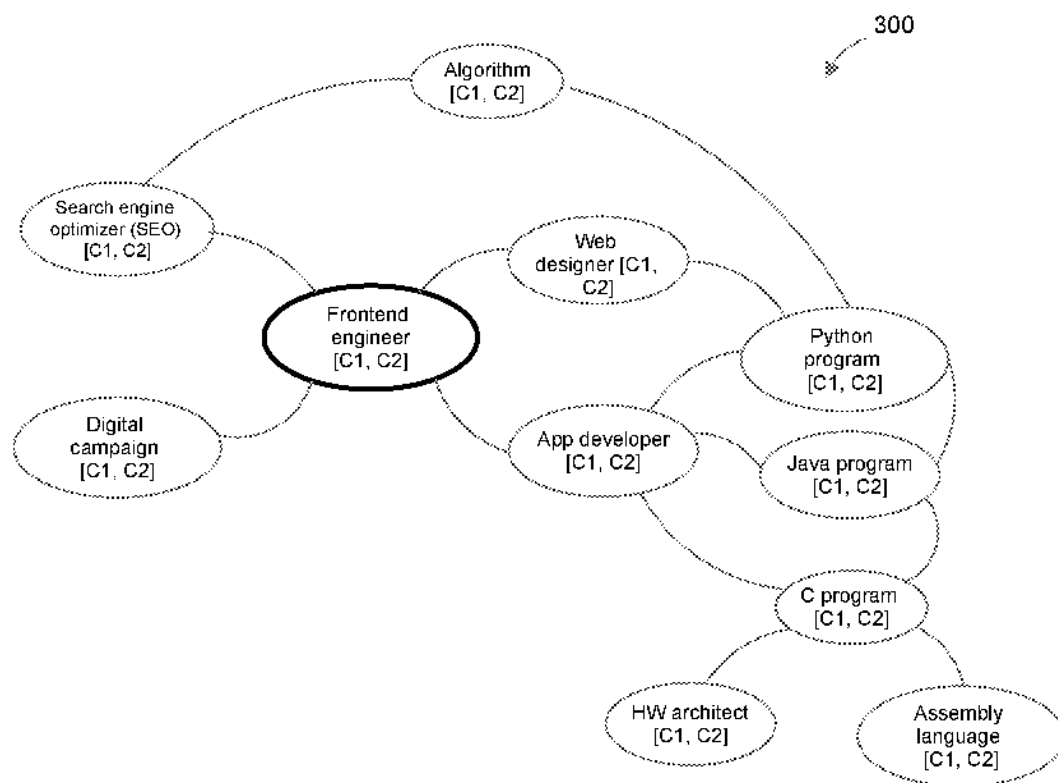 300
Algorithm
[C1, C2]
Search engine
optimizer (SEO)
[C1, C2]
Web
designer [C1,
C2]
Frontend
engineer
[C1, C2]
Python
program
[C1, C2]
Digital
campaign
[C1, C2]
App developer
[C1, C2]
Java program
[C1, C2]
C program
[C1, C2]
HW architect
[C1, C2]
Assembly
language
[C1, C2]